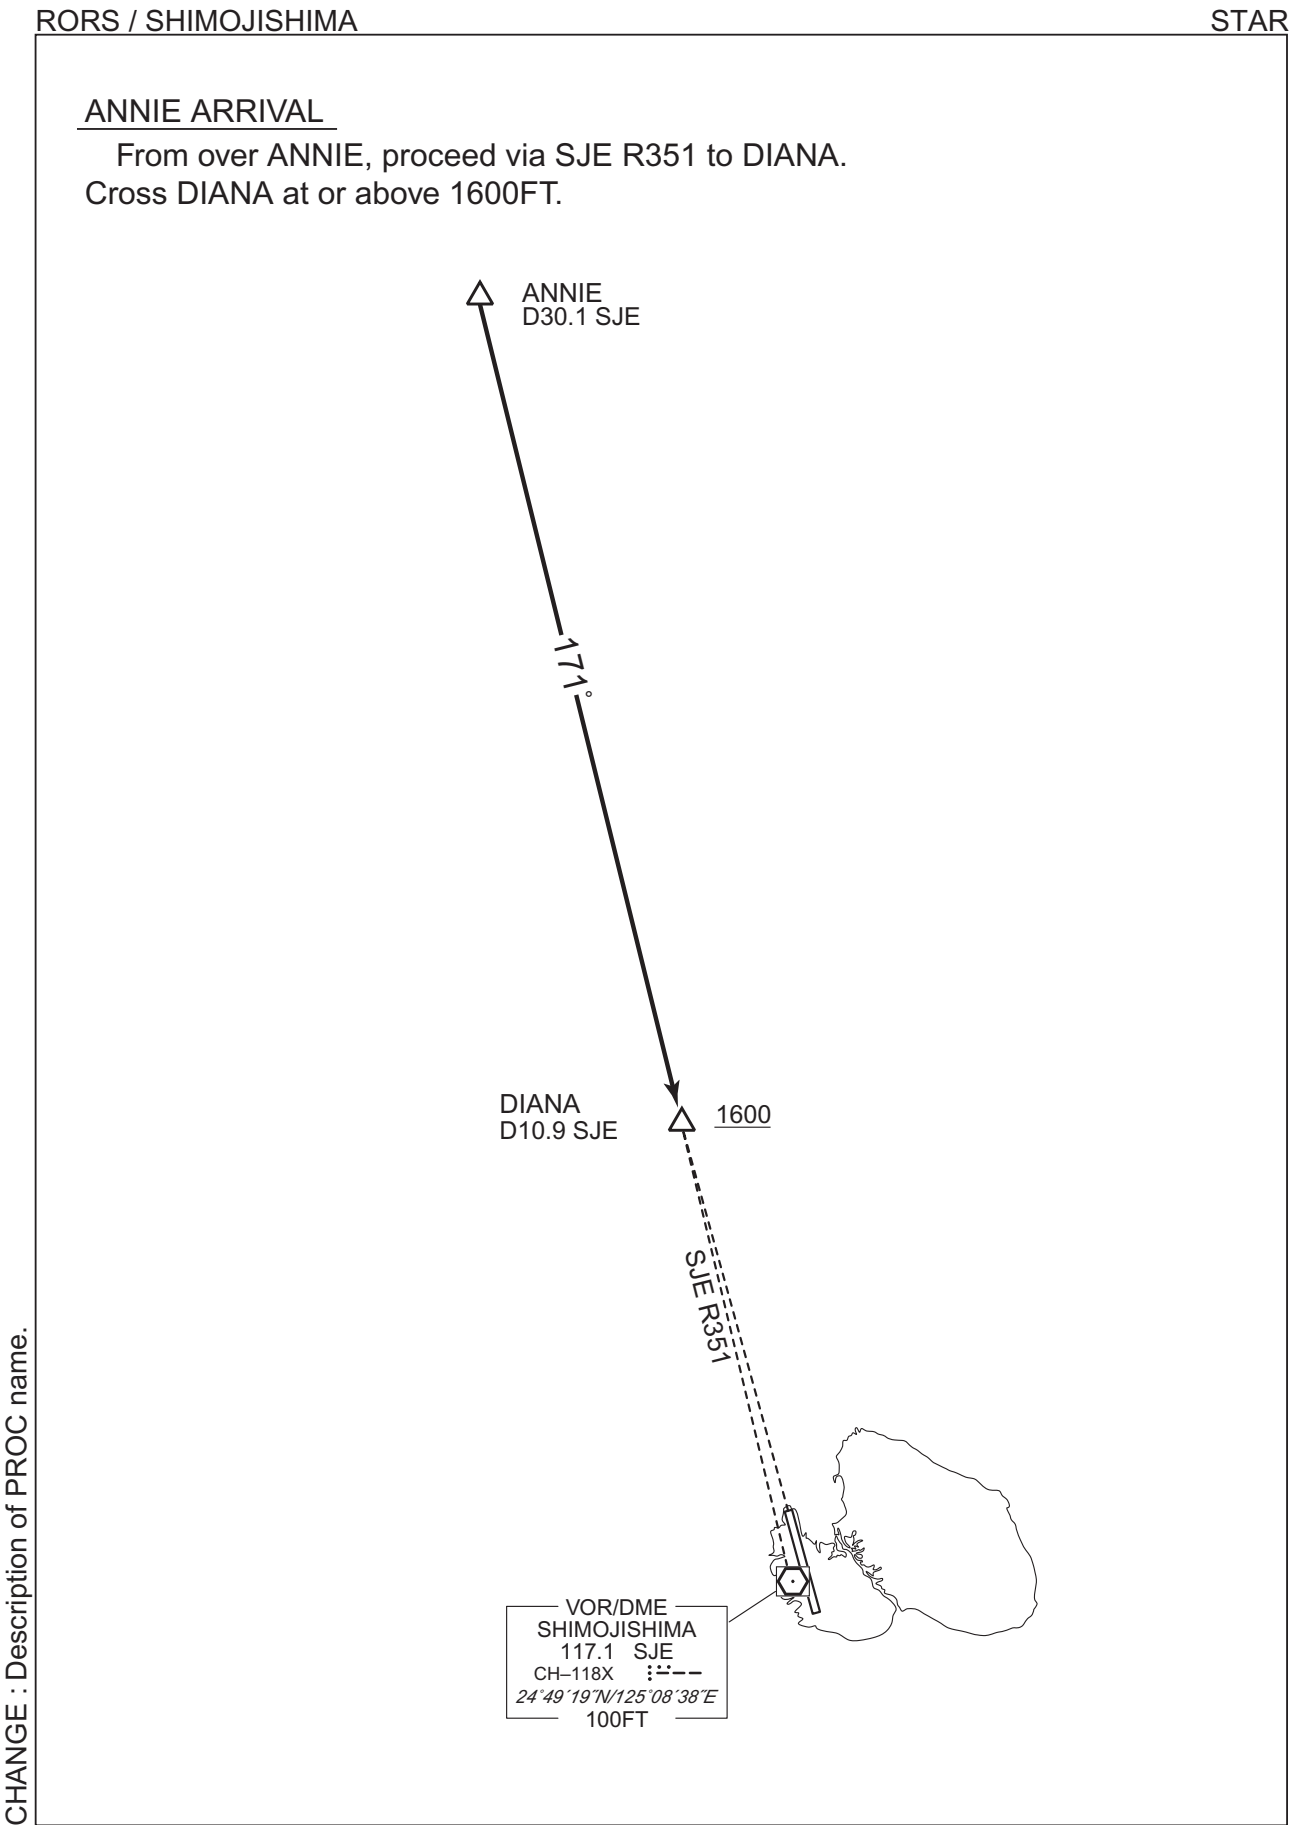 RORS / SHIMOJISHIMA
STAR
ANNIE ARRIVAL
From over ANNIE, proceed via SJE R351 to DIANA.
Cross DIANA at or above 1600FT.
ANNIE
D30.1 SJE
171°
DIANA
D10.9 SJE
1600
SJE R351
VOR/DME
SHIMOJISHIMA
117.1 SJE
CH–118X
24°49´19˝N/125°08´38˝E
100FT
CHANGE : Description of PROC name.